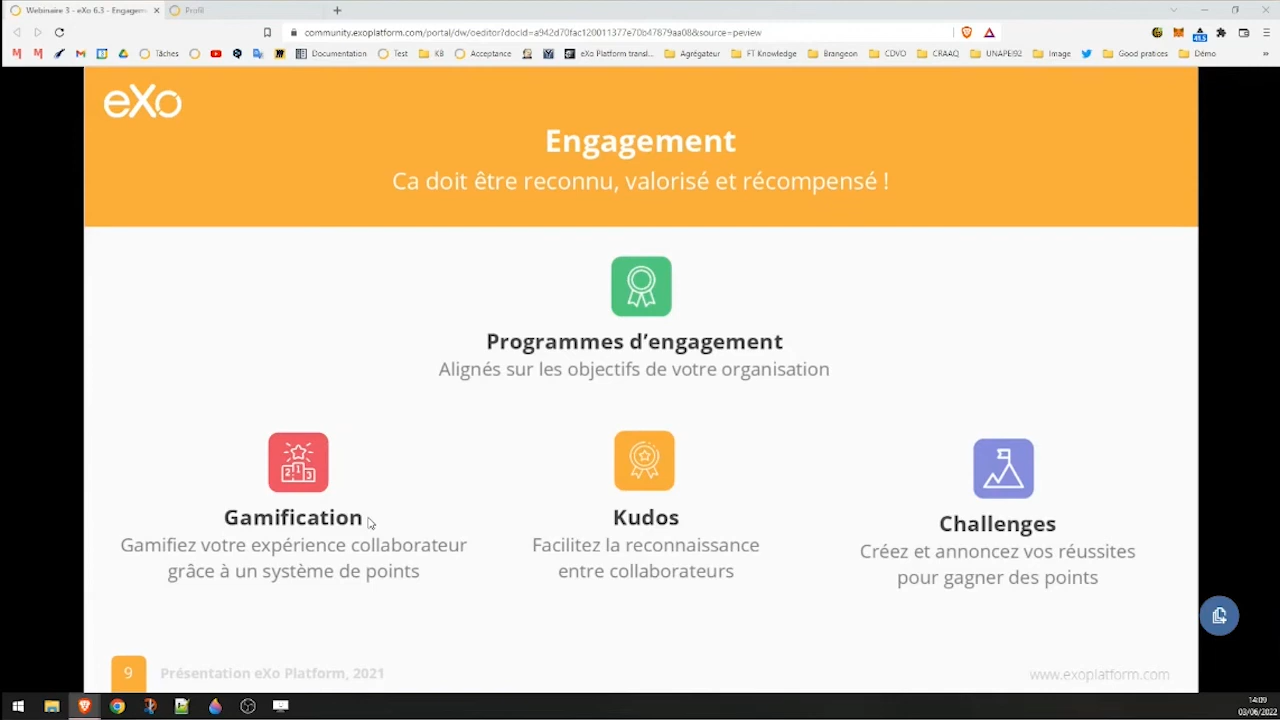 Webinaire 3 - eXo 6.3 - Engagem
Profil
community.exoplatform.com/portal/dw/oeditor?docId=a942d70fac120011377e70b47879aa08&source=peview
Tâches
Documentation
Test
KB
Acceptance
eXo Platform transl...
Agrégateur
FT Knowledge
Brangeon
CDVO
CRAAQ
UNAPEI92
Image
Good pratices
Démo
eXo
Engagement
Ca doit être reconnu, valorisé et récompensé !
Programmes d'engagement
Alignés sur les objectifs de votre organisation
Gamification
Gamifiez votre expérience collaborateur
grâce à un système de points
Kudos
Facilitez la reconnaissance
entre collaborateurs
Challenges
Créez et annoncez vos réussites
pour gagner des points
9
Présentation eXo Platform, 2021
www.exoplatform.com
14:09
03/06/2022